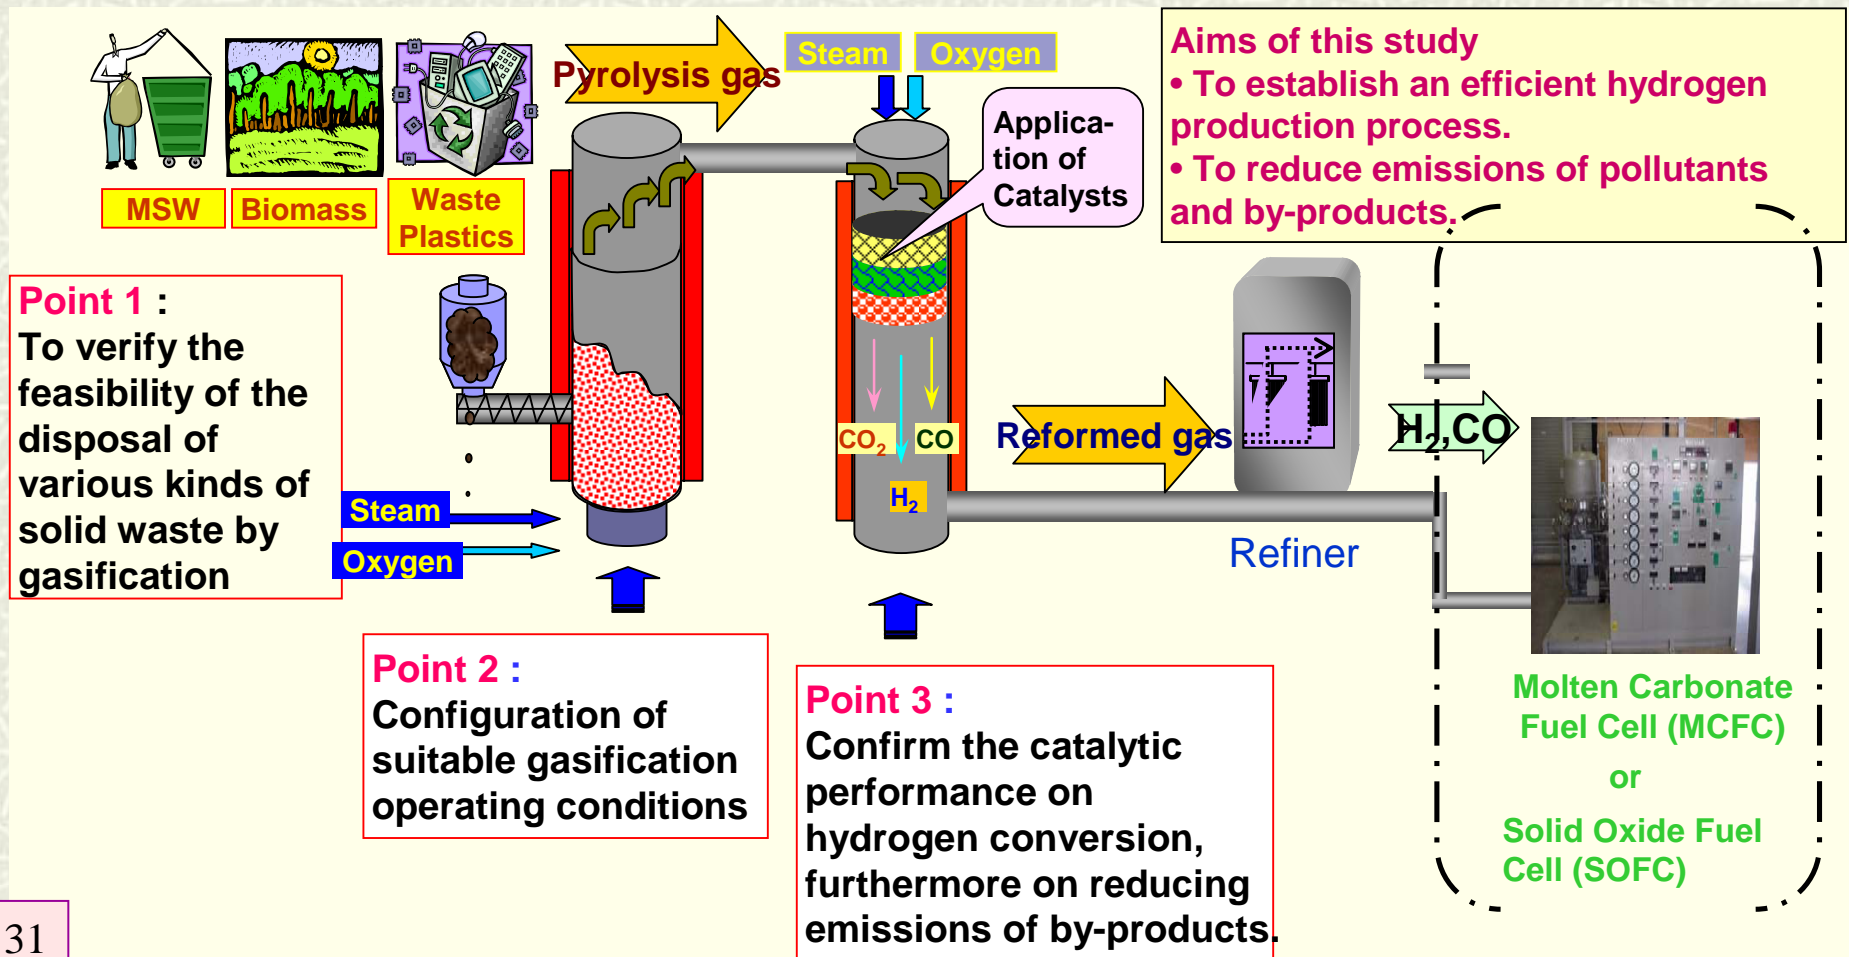 Pyrolysis gas
Steam
Oxygen
Aims of this study
• To establish an efficient hydrogen
production process.
• To reduce emissions of pollutants
and by-products.
Applica-
tion of
Catalysts
MSW
Biomass
Waste
Plastics
Point 1 :
To verify the
feasibility of the
disposal of
various kinds of
solid waste by
gasification
Steam
Oxygen
CO2
CO
H2
Reformed gas
H2,CO
Refiner
Point 2 :
Configuration of
suitable gasification
operating conditions
Point 3 :
Confirm the catalytic
performance on
hydrogen conversion,
furthermore on reducing
emissions of by-products.
Molten Carbonate
Fuel Cell (MCFC)
or
Solid Oxide Fuel
Cell (SOFC)
31